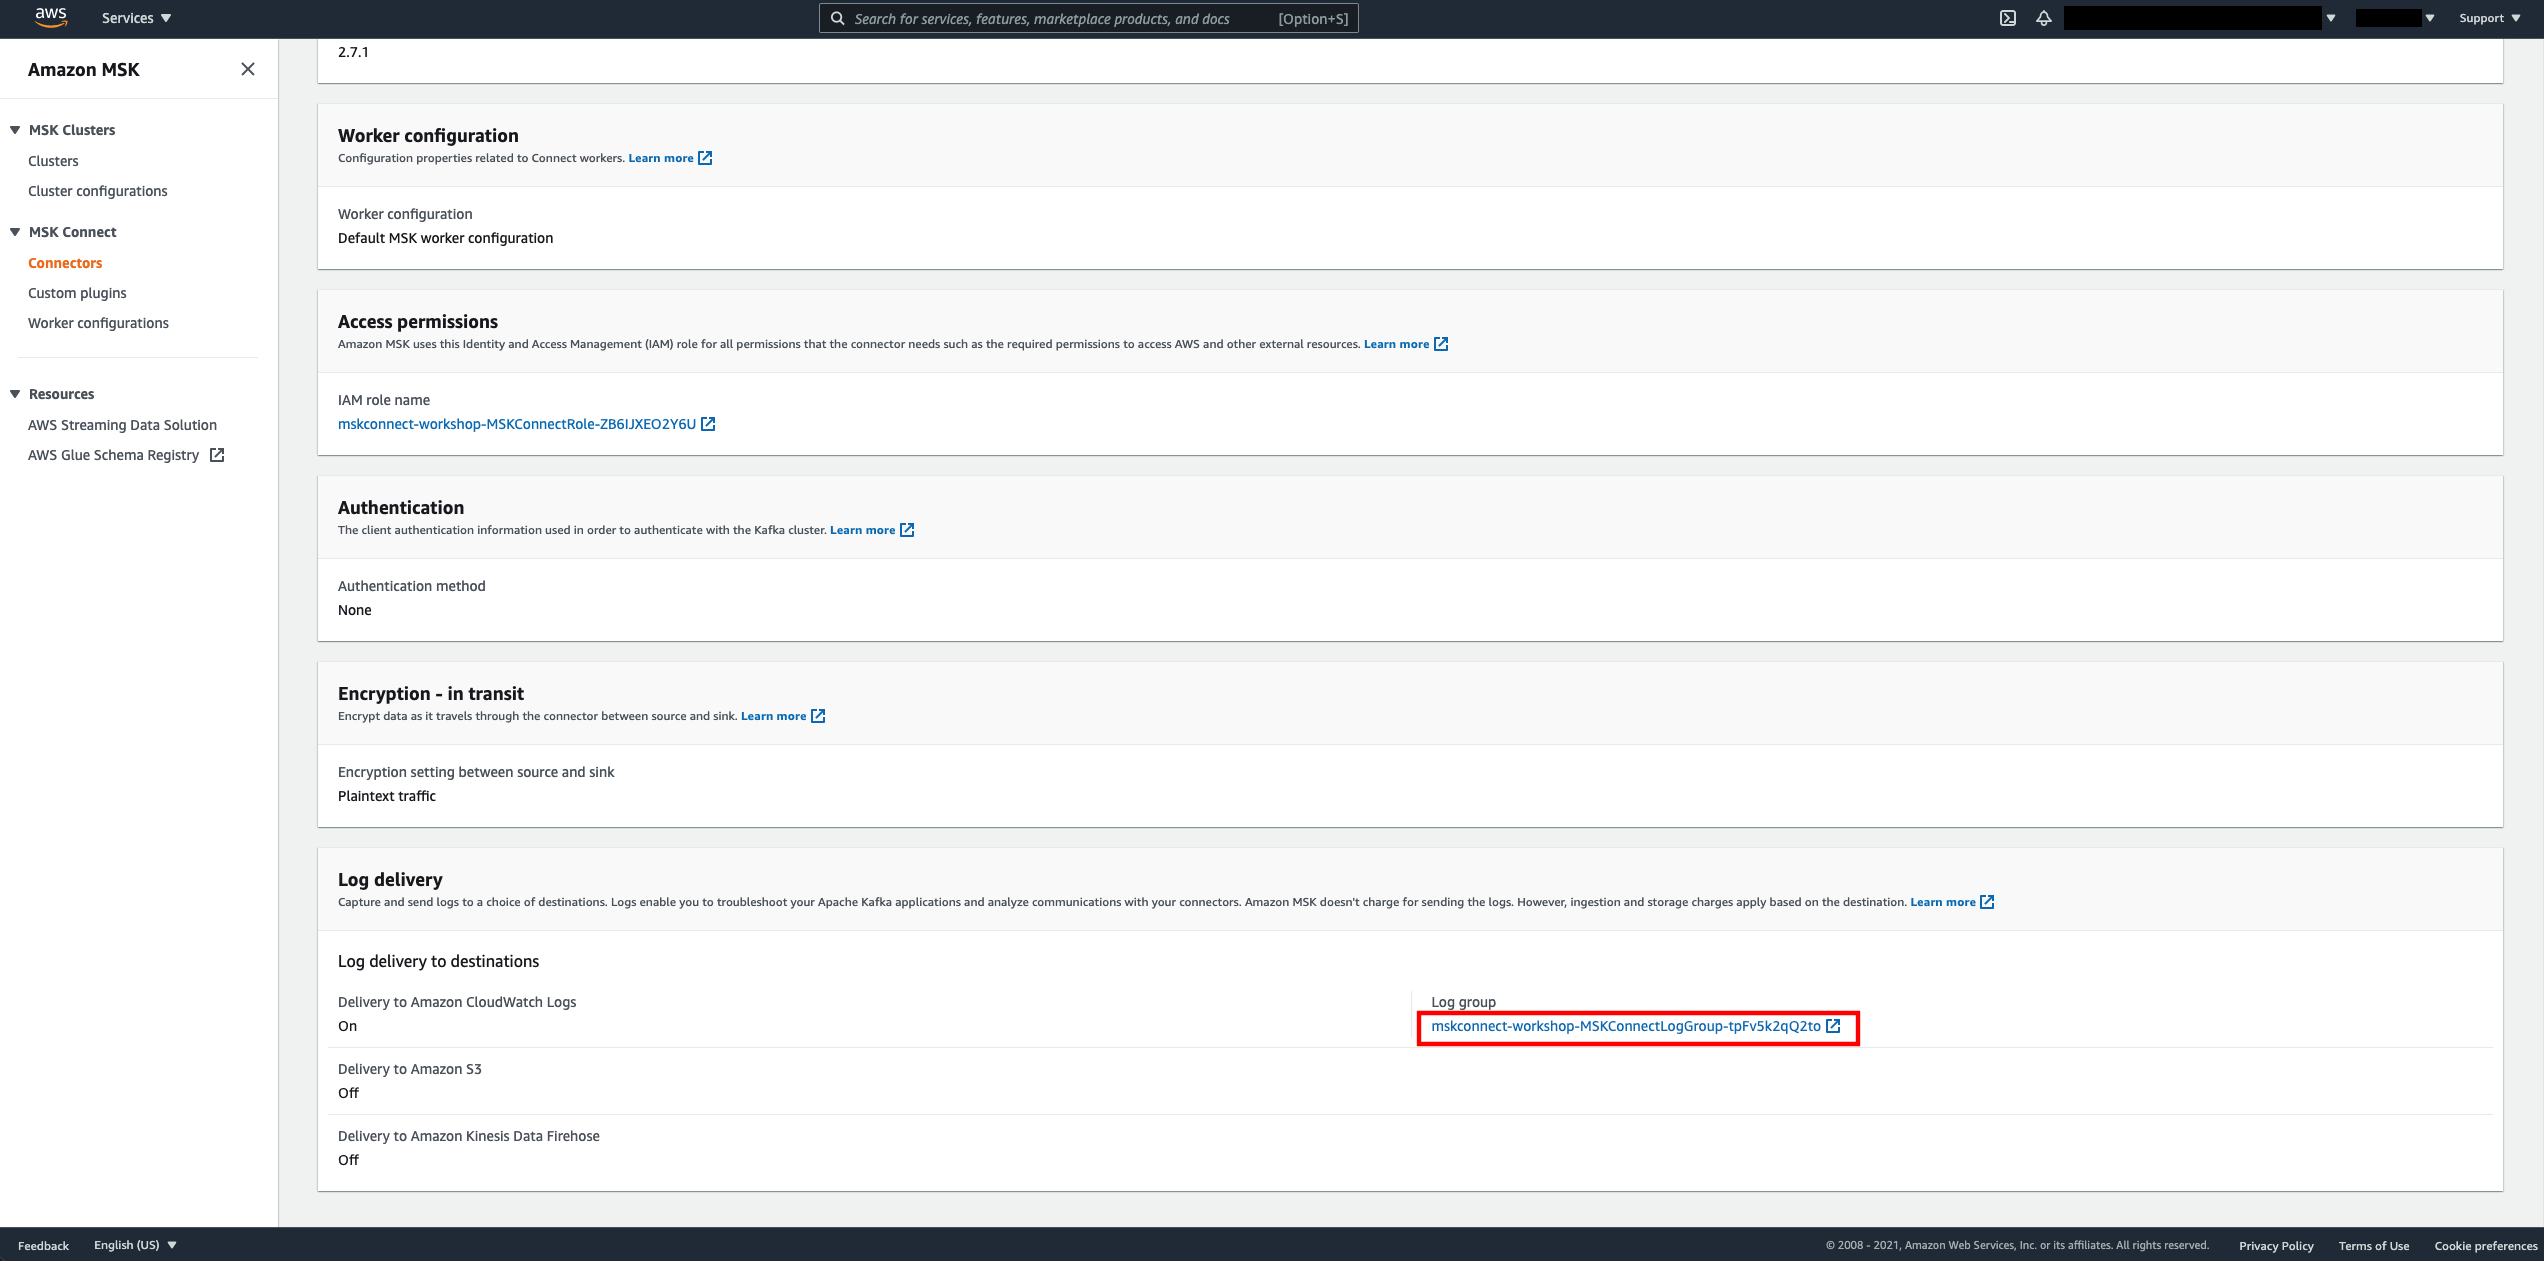 aws
Services
Search for services, features, marketplace products, and docs [Option+S]
Support
Amazon MSK
MSK Clusters
Clusters
Cluster configurations
MSK Connect
Connectors
Custom plugins
Worker configurations
Resources
AWS Streaming Data Solution
AWS Glue Schema Registry
2.7.1
Worker configuration
Configuration properties related to Connect workers. Learn more
Worker configuration
Default MSK worker configuration
Access permissions
Amazon MSK uses this Identity and Access Management (IAM) role for all permissions that the connector needs such as the required permissions to access AWS and other external resources. Learn more
IAM role name
mskconnect-workshop-MSKConnectRole-ZB6IJXEO2Y6U
Authentication
The client authentication information used in order to authenticate with the Kafka cluster. Learn more
Authentication method
None
Encryption - in transit
Encrypt data as it travels through the connector between source and sink. Learn more
Encryption setting between source and sink
Plaintext traffic
Log delivery
Capture and send logs to a choice of destinations. Logs enable you to troubleshoot your Apache Kafka applications and analyze communications with your connectors. Amazon MSK doesn't charge for sending the logs. However, ingestion and storage charges apply based on the destination. Learn more
Log delivery to destinations
Delivery to Amazon CloudWatch Logs
On
Log group
mskconnect-workshop-MSKConnectLogGroup-tpFv5k2qQ2to
Delivery to Amazon S3
Off
Delivery to Amazon Kinesis Data Firehose
Off
Feedback
English (US)
© 2008 - 2021, Amazon Web Services, Inc. or its affiliates. All rights reserved.
Privacy Policy
Terms of Use
Cookie preferences